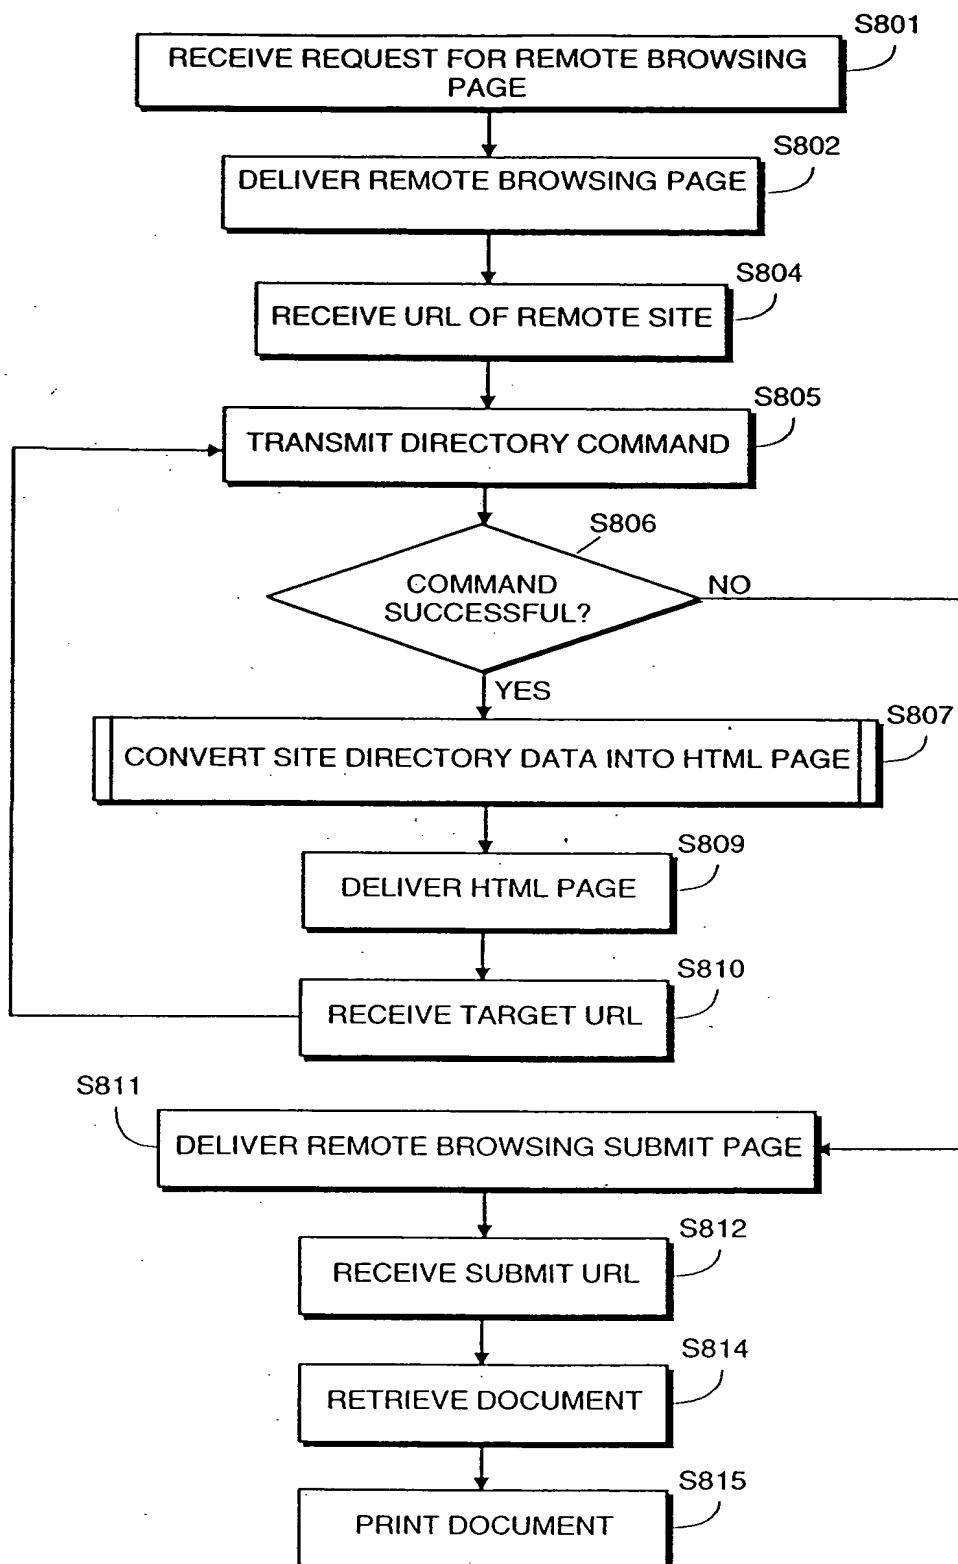 S801
RECEIVE REQUEST FOR REMOTE BROWSING
PAGE
S802
DELIVER REMOTE BROWSING PAGE
S804
RECEIVE URL OF REMOTE SITE
S805
TRANSMIT DIRECTORY COMMAND
S806
COMMAND
SUCCESSFUL?
NO
YES
S807
CONVERT SITE DIRECTORY DATA INTO HTML PAGE
S809
DELIVER HTML PAGE
S810
RECEIVE TARGET URL
S811
DELIVER REMOTE BROWSING SUBMIT PAGE
S812
RECEIVE SUBMIT URL
S814
RETRIEVE DOCUMENT
S815
PRINT DOCUMENT